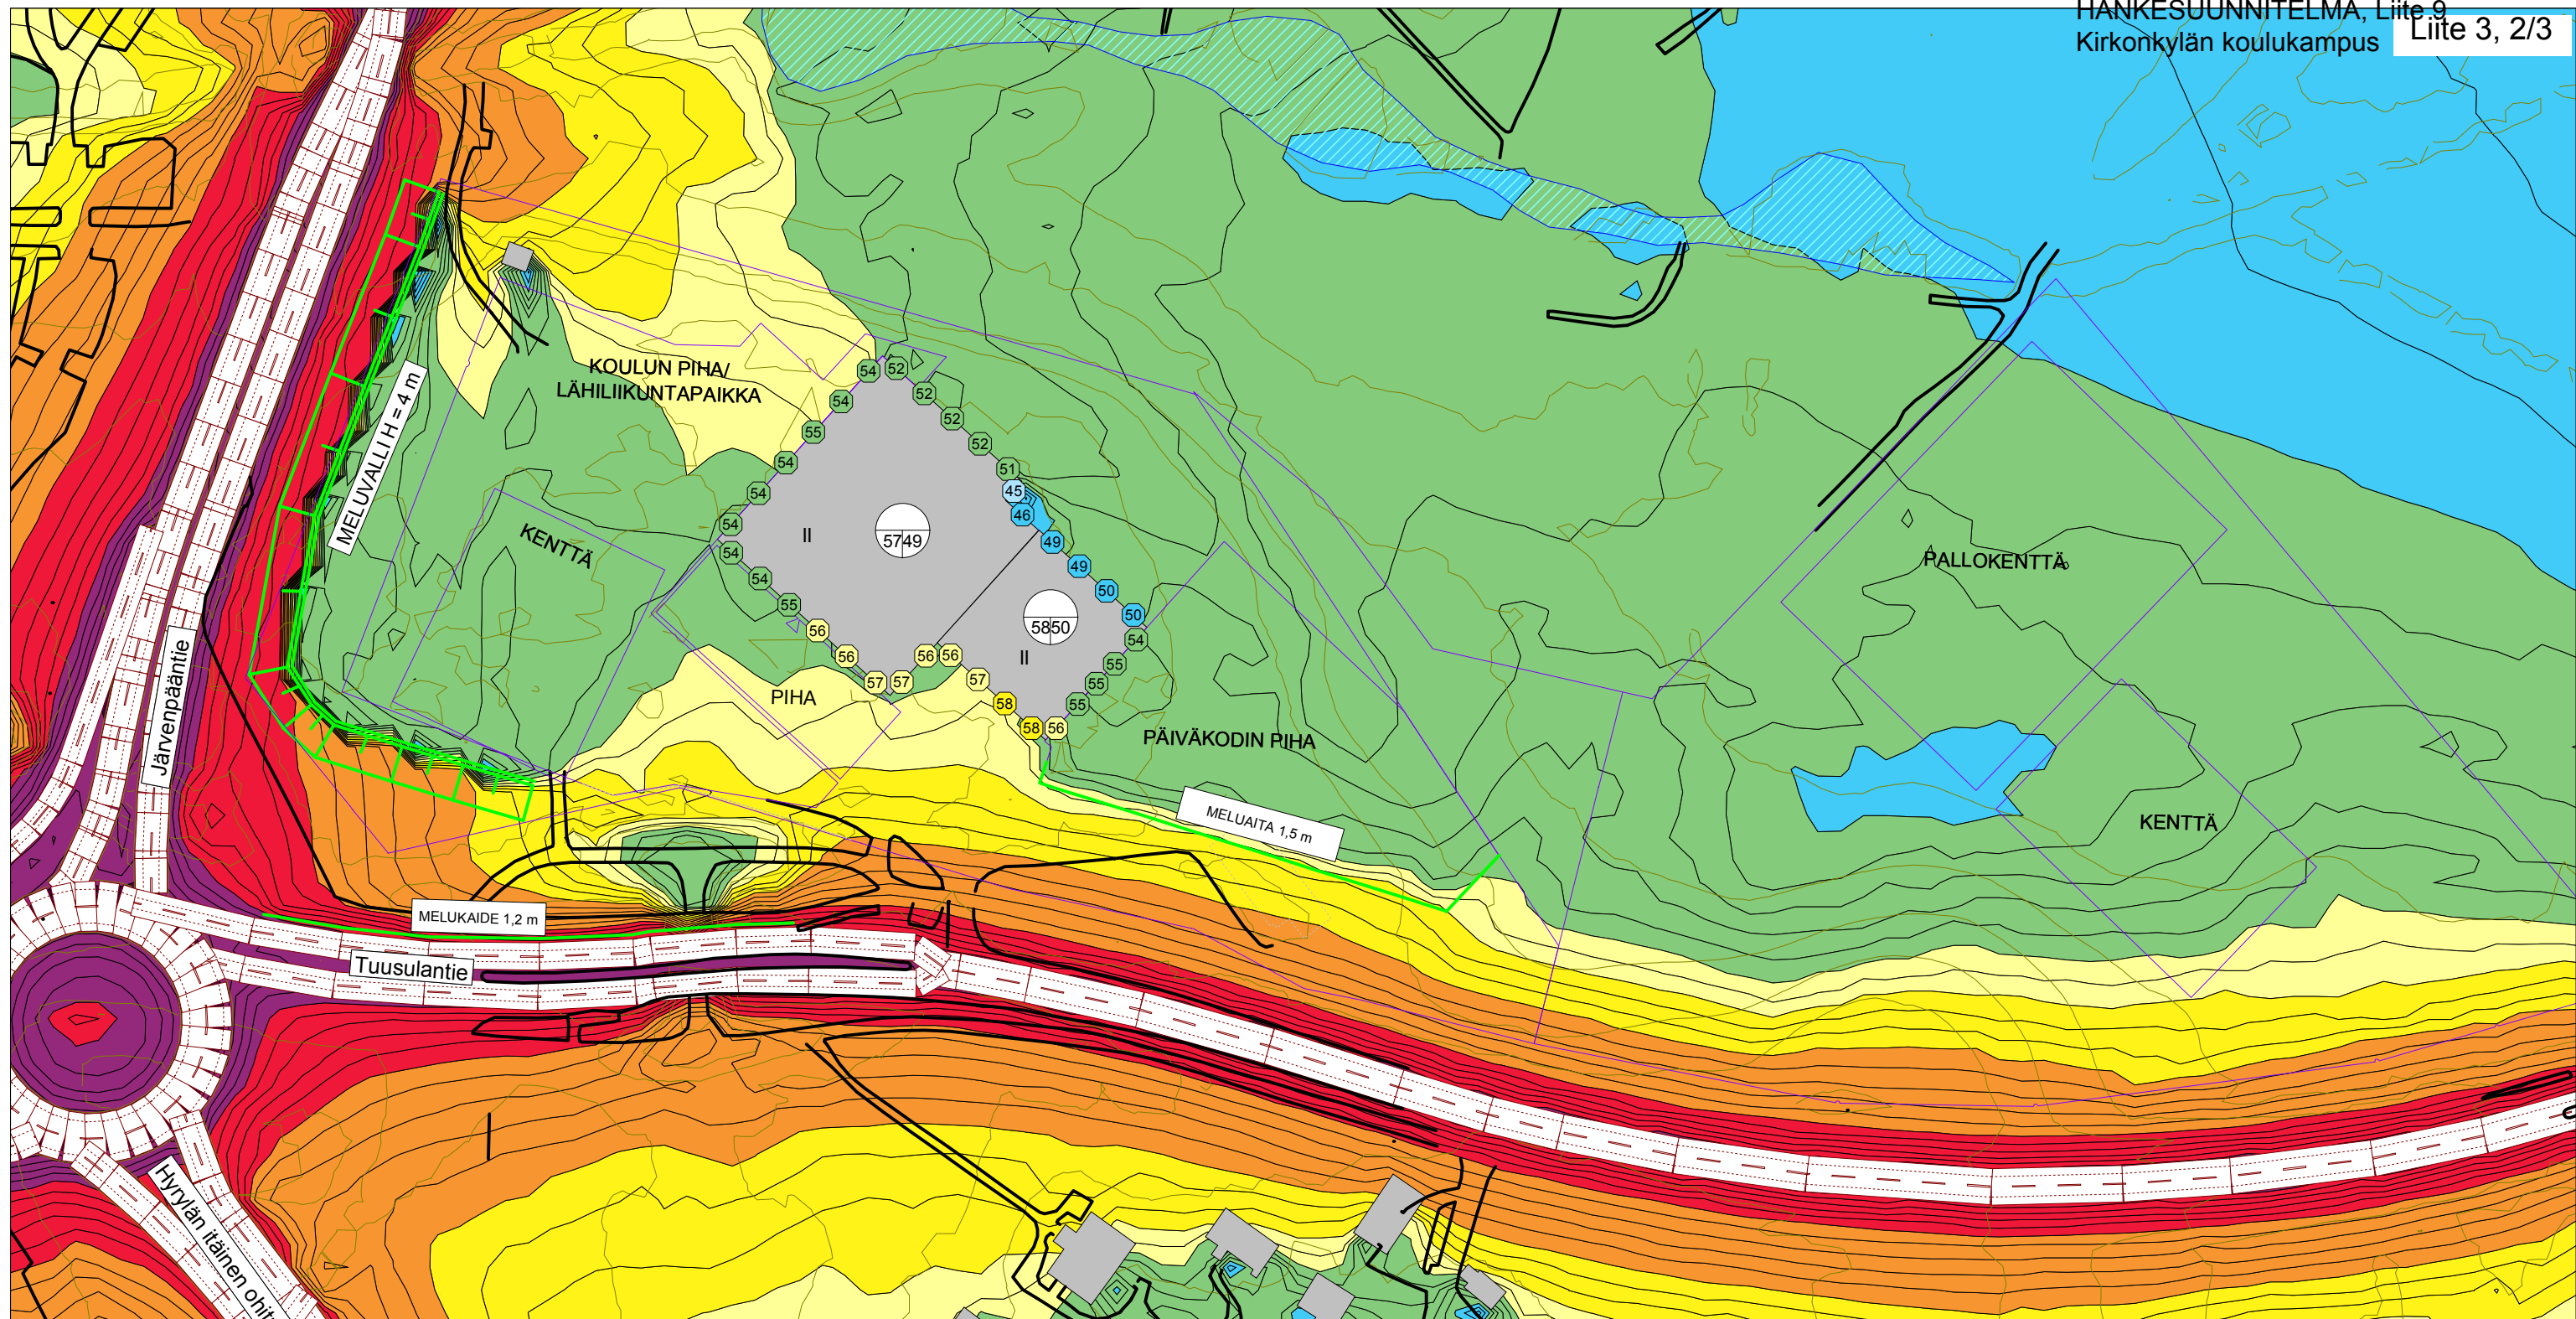 HANKESUUNNITELMA, Liite 9
Kirkonkylän koulukampus
Liite 3, 2/3
KOULUN PIHA/
LÄHILIIKUNTAPAIKKA
MELUVALLI H = 4 m
KENTTÄ
54
52
54
52
55
52
54
52
54
51
54
45
46
54
49
54
49
55
50
56
50
56
54
57
57
56
56
55
57
55
58
55
58
56
II
57 49
58 50
II
PIHA
PÄIVÄKODIN PIHA
PALLOKENTTÄ
KENTTÄ
MELUAITA 1,5 m
Järvenpääntie
MELUKAIDE 1,2 m
Tuusulantie
Hyrylän itäinen ohit